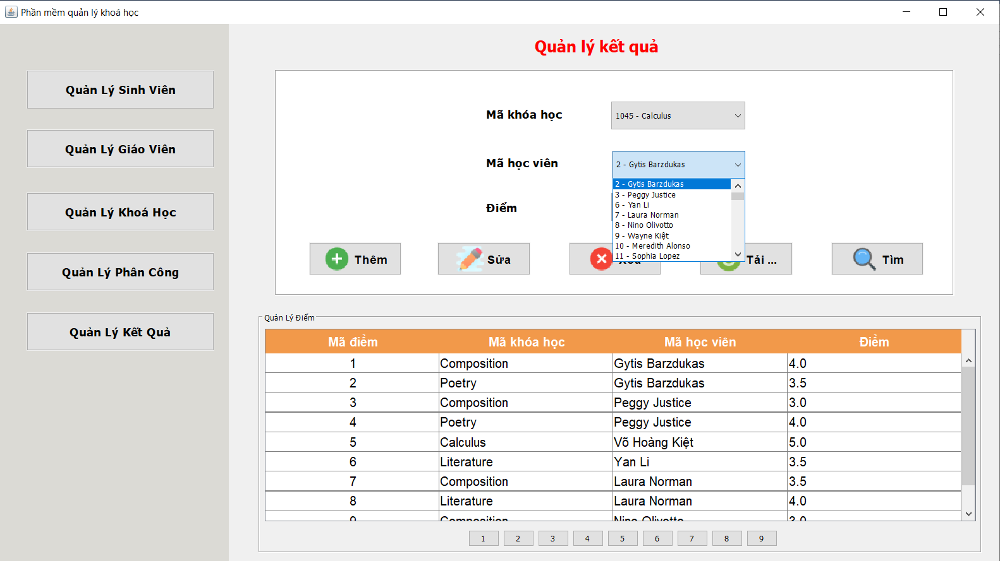 Phần mềm quản lý khoá học
Quản lý kết quả
Quản Lý Sinh Viên
Quản Lý Giáo Viên
Quản Lý Khoá Học
Quản Lý Phân Công
Quản Lý Kết Quả
Mã khóa học
1045 - Calculus
Mã học viên
2 - Gytis Barzdukas
2 - Gytis Barzdukas
3 - Peggy Justice
6 - Yan Li
7 - Laura Norman
8 - Nino Olivotto
9 - Wayne Kiệt
10 - Meredith Alonso
11 - Sophia Lopez
Điểm
Thêm
Sửa
Tải ...
Tìm
Quản Lý Điểm
Mã điểm Mã khóa học Mã học viên Điểm
1 Composition Gytis Barzdukas 4.0
2 Poetry Gytis Barzdukas 3.5
3 Composition Peggy Justice 3.0
4 Poetry Peggy Justice 4.0
5 Calculus Võ Hoàng Kiệt 5.0
6 Literature Yan Li 3.5
7 Composition Laura Norman 3.5
8 Literature Laura Norman 4.0
9 Composition Nino Olivotto 3.0
1 2 3 4 5 6 7 8 9